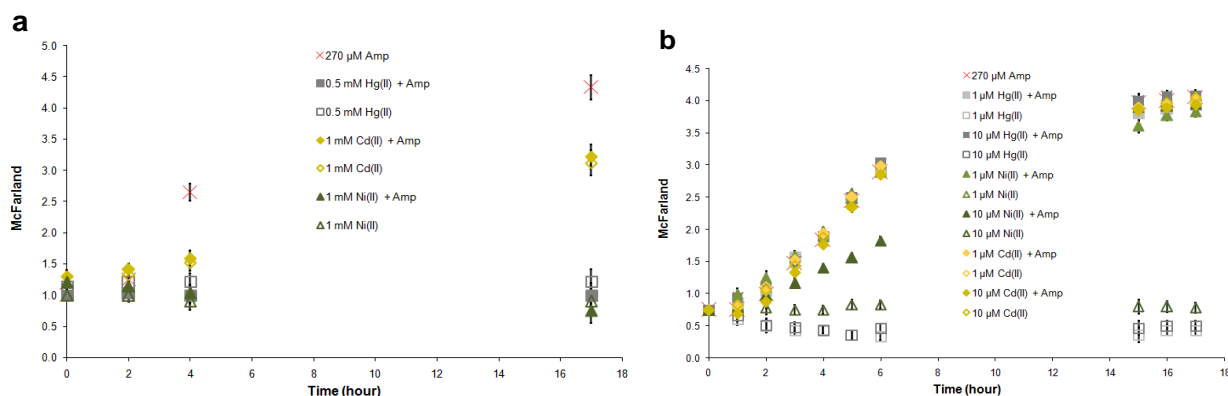 a
5.0
4.5
4.0
3.5
3.0
2.5
2.0
1.5
1.0
0.5
0.0
McFarland
0
2
4
6
8
10
12
14
16
18
Time (hour)
270 µM Amp
0.5 mM Hg(II) + Amp
0.5 mM Hg(II)
1 mM Cd(II) + Amp
1 mM Cd(II)
1 mM Ni(II) + Amp
1 mM Ni(II)
b
4.5
4.0
3.5
3.0
2.5
2.0
1.5
1.0
0.5
0.0
McFarland
0
2
4
6
8
10
12
14
16
18
Time (hour)
270 µM Amp
1 µM Hg(II) + Amp
1 µM Hg(II)
10 µM Hg(II) + Amp
10 µM Hg(II)
1 µM Ni(II) + Amp
1 µM Ni(II)
10 µM Ni(II) + Amp
10 µM Ni(II)
1 µM Cd(II) + Amp
1 µM Cd(II)
10 µM Cd(II) + Amp
10 µM Cd(II)